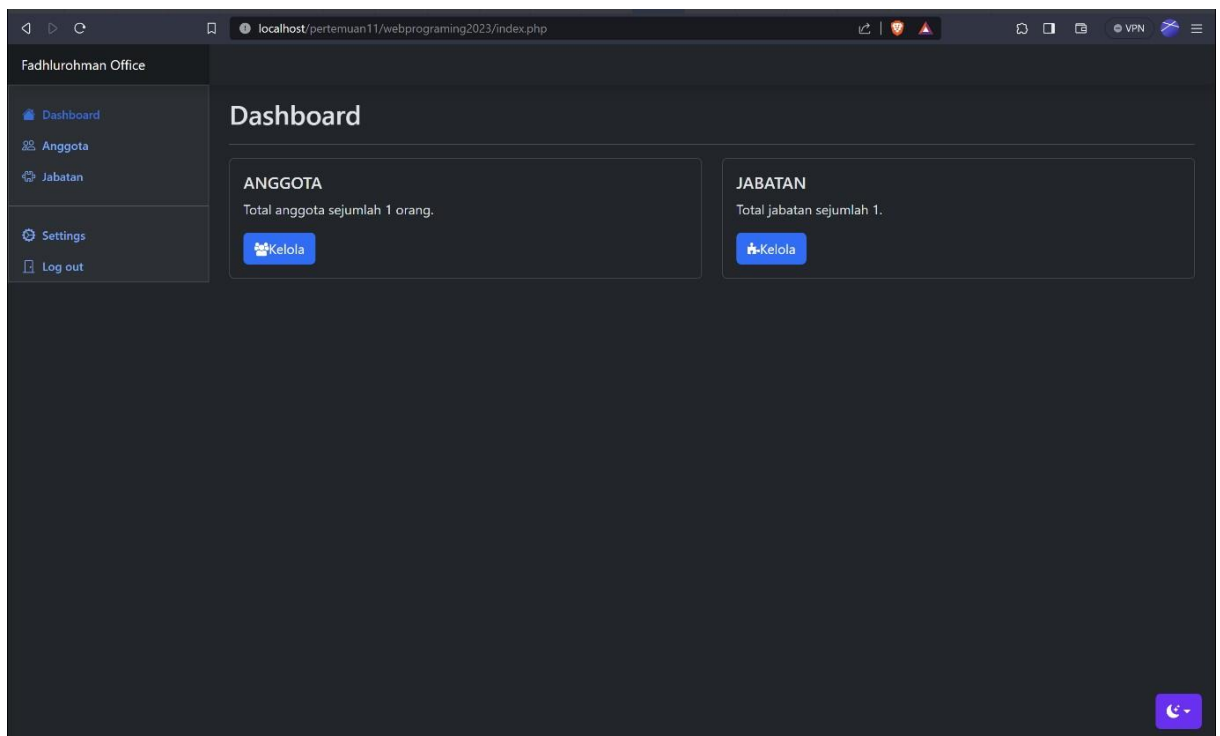 localhost/pertemuan11/webprograming2023/index.php
VPN
Fadhlurohman Office
Dashboard
Anggota
Jabatan
Settings
Log out
Dashboard
ANGGOTA
Total anggota sejumlah 1 orang.
Kelola
JABATAN
Total jabatan sejumlah 1.
Kelola